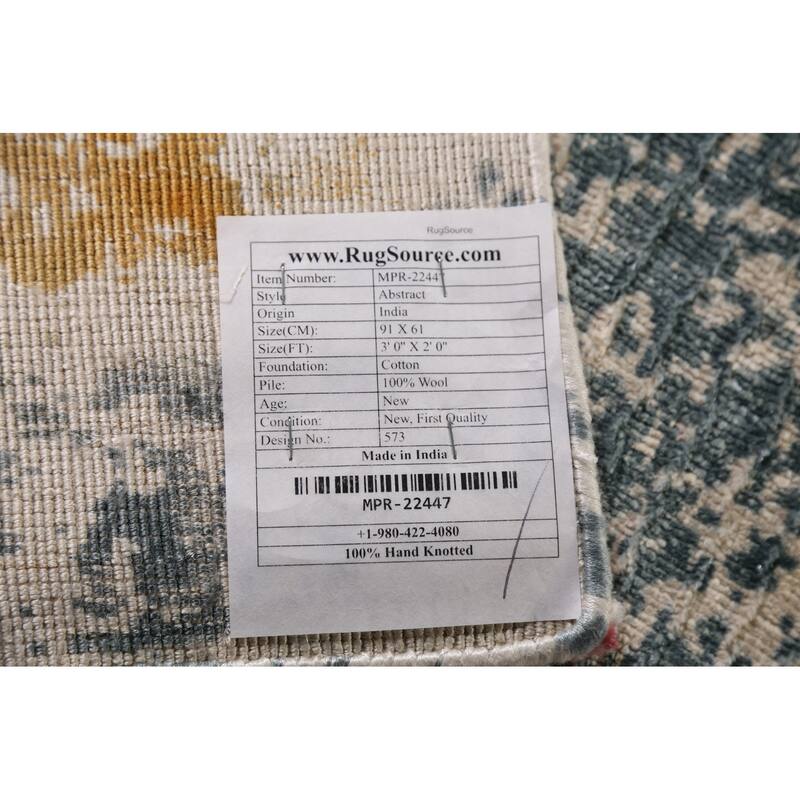 RugSource
www.RugSource.com
Item Number: MPR-22447
Style Abstract
Origin India
Size(CM): 91 X 61
Size(FT): 3' 0" X 2' 0"
Foundation: Cotton
Pile: 100% Wool
Age: New
Condition: New, First Quality
Design No.: 573
Made in India
MPR-22447
+1-980-422-4080
100% Hand Knotted